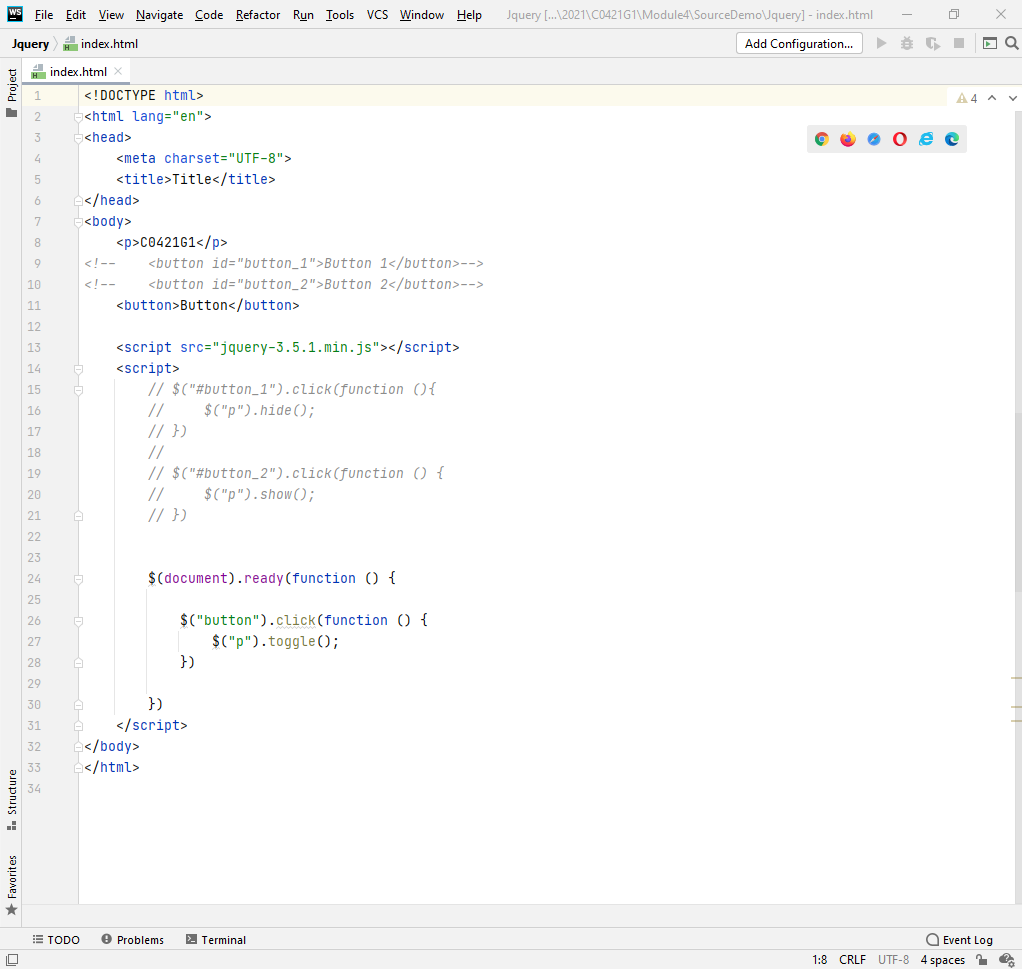 WS File Edit View Navigate Code Refactor Run Tools VCS Window Help Jquery [...\2021\C0421G1\Module4\SourceDemo\Jquery] - index.html
Jquery index.html Add Configuration...
Project
index.html
1 <!DOCTYPE html> 4
2 <html lang="en">
3 <head>
4     <meta charset="UTF-8">
5     <title>Title</title>
6 </head>
7 <body>
8     <p>C0421G1</p>
9 <!--    <button id="button_1">Button 1</button>-->
10 <!--    <button id="button_2">Button 2</button>-->
11     <button>Button</button>
12
13     <script src="jquery-3.5.1.min.js"></script>
14     <script>
15         // $("#button_1").click(function (){
16         //     $("p").hide();
17         // })
18         //
19         // $("#button_2").click(function () {
20         //     $("p").show();
21         // })
22
23
24         $(document).ready(function () {
25
26             $("button").click(function () {
27                 $("p").toggle();
28             })
29
30         })
31     </script>
32 </body>
33 </html>
34
Structure
Favorites
TODO Problems Terminal Event Log
1:8 CRLF UTF-8 4 spaces